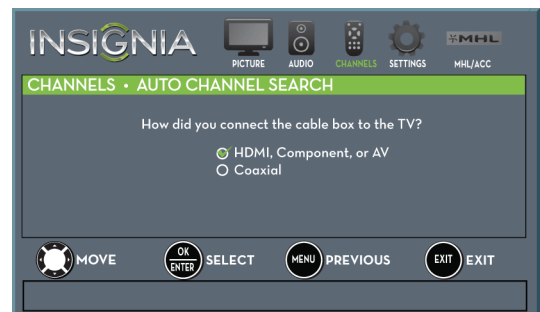 INSIGNIA
PICTURE AUDIO CHANNELS SETTINGS MHL MHL/ACC
CHANNELS • AUTO CHANNEL SEARCH
How did you connect the cable box to the TV?
HDMI, Component, or AV
Coaxial
MOVE OK ENTER SELECT MENU PREVIOUS EXIT EXIT